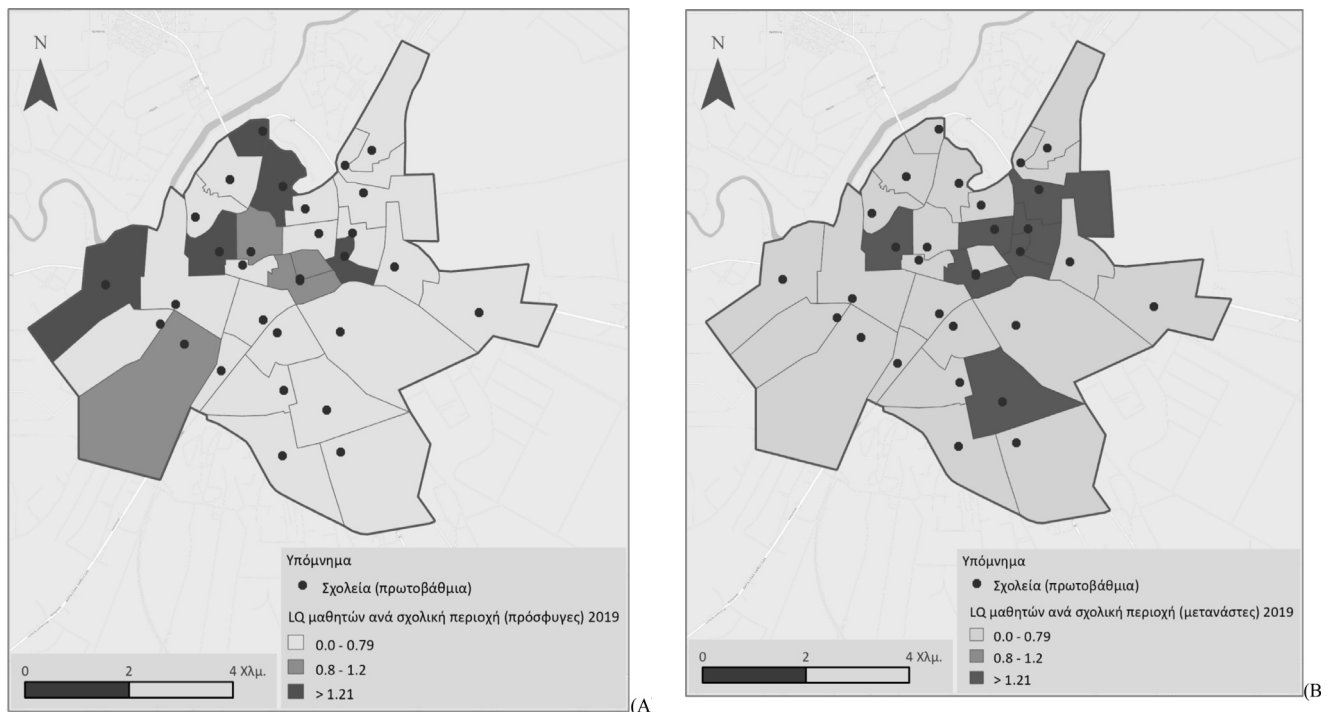 N
Υπόμνημα
Σχολεία (πρωτοβάθμια)
LQ μαθητών ανά σχολική περιοχή (πρόσφυγες) 2019
0.0 - 0.79
0.8 - 1.2
> 1.21
0 2 4 Χλμ.
(A)
N
Υπόμνημα
Σχολεία (πρωτοβάθμια)
LQ μαθητών ανά σχολική περιοχή (μετανάστες) 2019
0.0 - 0.79
0.8 - 1.2
> 1.21
0 2 4 Χλμ.
(B